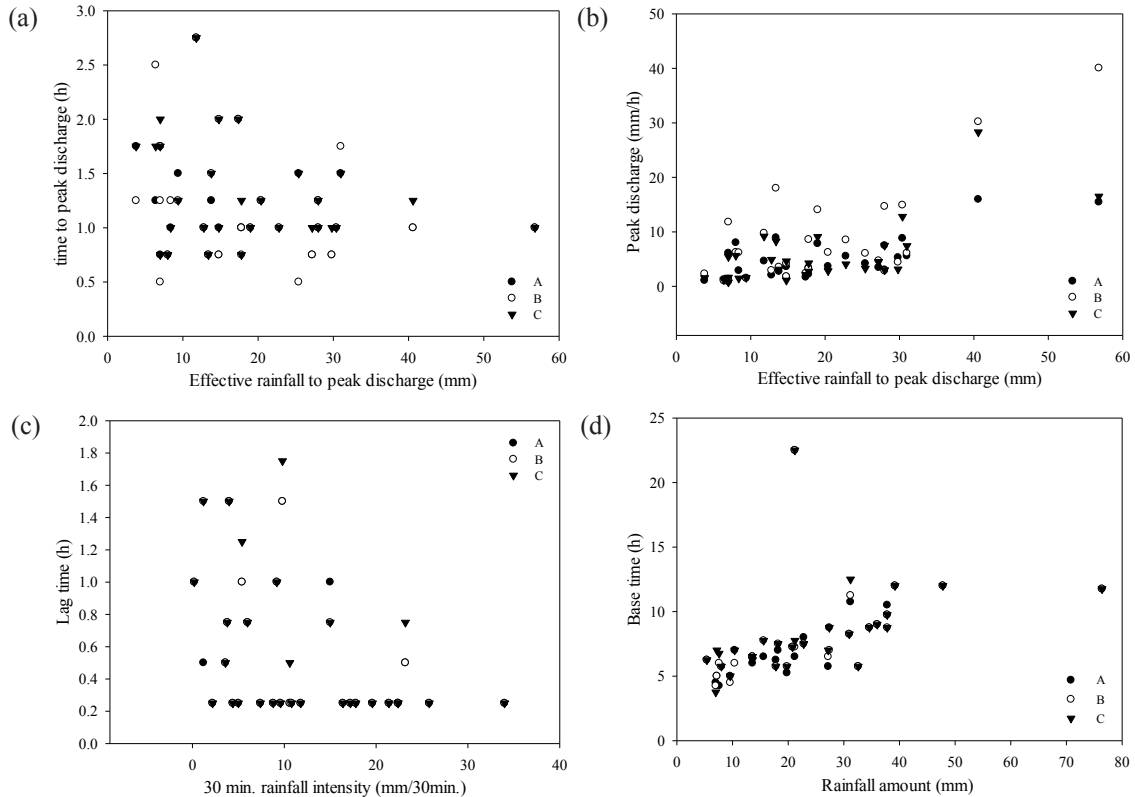 (a)
time to peak discharge (h)
3.0
2.5
2.0
1.5
1.0
0.5
0.0
0 10 20 30 40 50 60
Effective rainfall to peak discharge (mm)
A
B
C
(b)
Peak discharge (mm/h)
50
40
30
20
10
0
0 10 20 30 40 50 60
Effective rainfall to peak discharge (mm)
A
B
C
(c)
Lag time (h)
2.0
1.8
1.6
1.4
1.2
1.0
0.8
0.6
0.4
0.2
0.0
0 10 20 30 40
30 min. rainfall intensity (mm/30min.)
A
B
C
(d)
Base time (h)
25
20
15
10
5
0
0 10 20 30 40 50 60 70 80
Rainfall amount (mm)
A
B
C